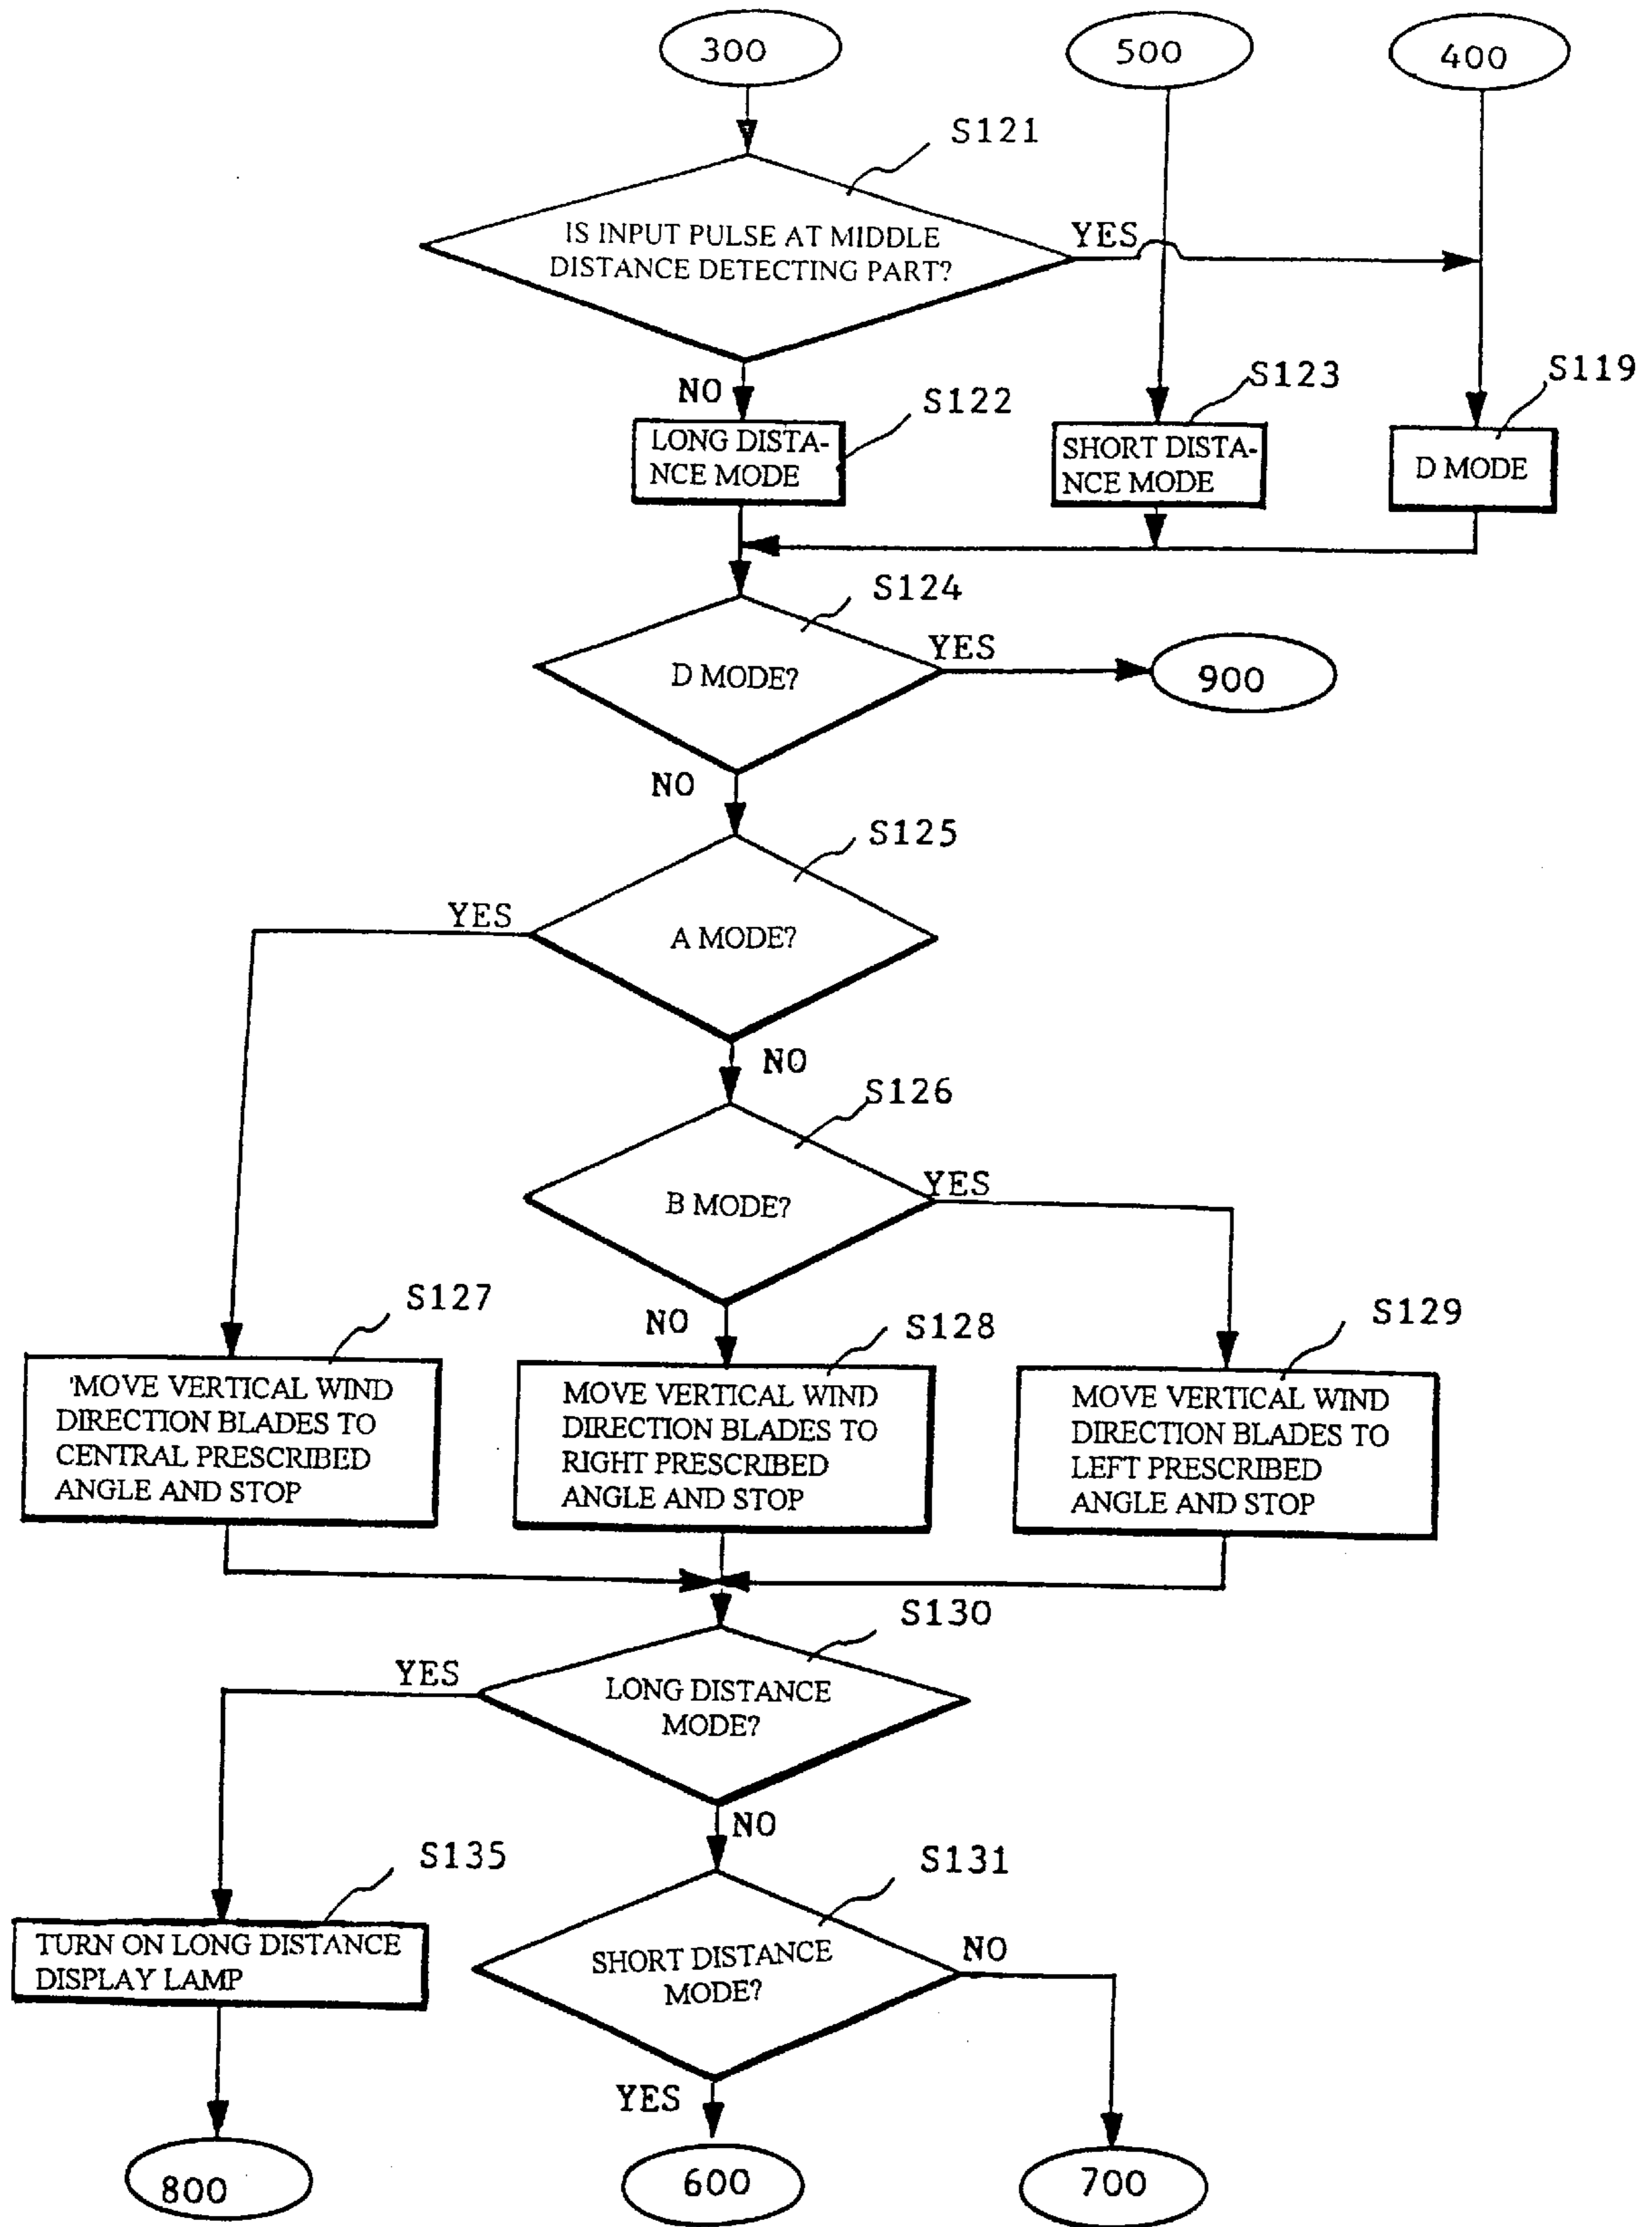 300
500
400
S121
IS INPUT PULSE AT MIDDLE
DISTANCE DETECTING PART?
YES
NO
S122
S123
S119
LONG DISTA-
NCE MODE
SHORT DISTA-
NCE MODE
D MODE
S124
D MODE?
YES
900
NO
S125
YES
A MODE?
NO
S126
B MODE?
YES
NO
S127
S128
S129
'MOVE VERTICAL WIND
DIRECTION BLADES TO
CENTRAL PRESCRIBED
ANGLE AND STOP
MOVE VERTICAL WIND
DIRECTION BLADES TO
RIGHT PRESCRIBED
ANGLE AND STOP
MOVE VERTICAL WIND
DIRECTION BLADES TO
LEFT PRESCRIBED
ANGLE AND STOP
S130
YES
LONG DISTANCE
MODE?
NO
S135
S131
TURN ON LONG DISTANCE
DISPLAY LAMP
SHORT DISTANCE
MODE?
NO
YES
800
600
700